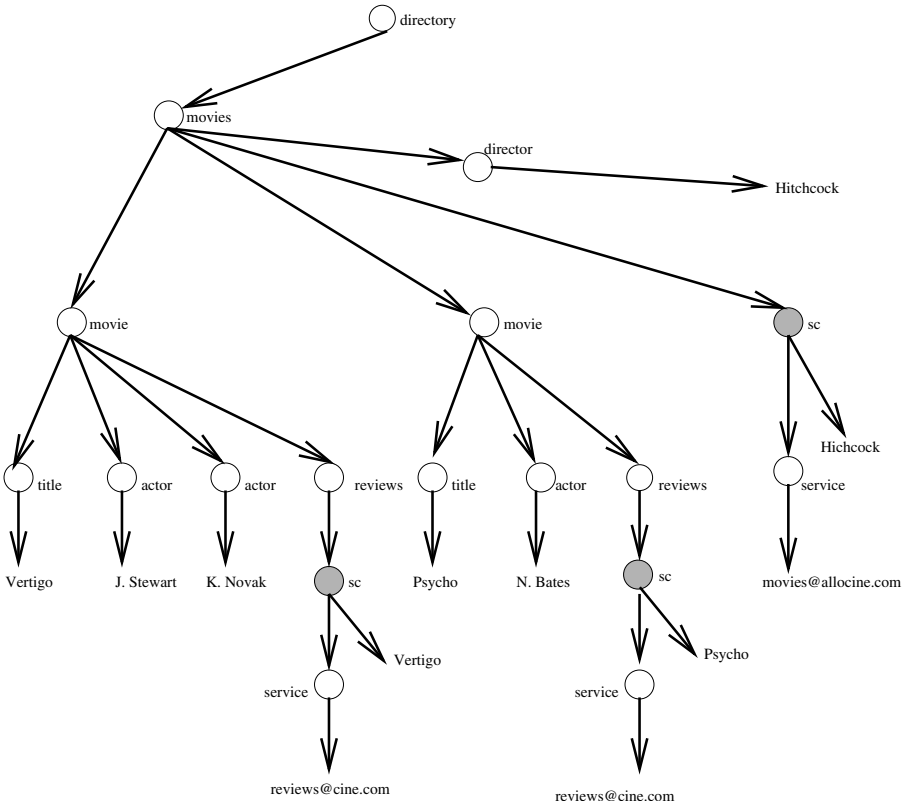 directory
movies
director
Hitchcock
movie
movie
sc
Hichcock
title
actor
actor
reviews
title
actor
reviews
service
Vertigo
J. Stewart
K. Novak
sc
Psycho
N. Bates
sc
movies@allocine.com
Vertigo
Psycho
service
service
reviews@cine.com
reviews@cine.com